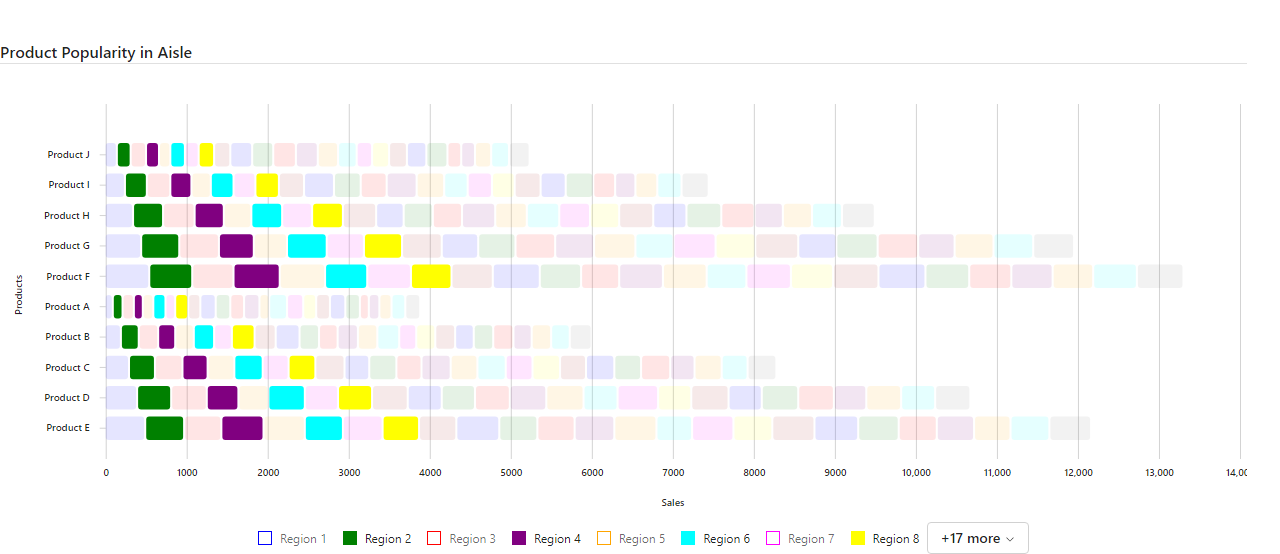 Product Popularity in Aisle
Products
Product J
Product I
Product H
Product G
Product F
Product A
Product B
Product C
Product D
Product E
0 1000 2000 3000 4000 5000 6000 7000 8000 9000 10,000 11,000 12,000 13,000 14,00
Sales
Region 1 Region 2 Region 3 Region 4 Region 5 Region 6 Region 7 Region 8 +17 more